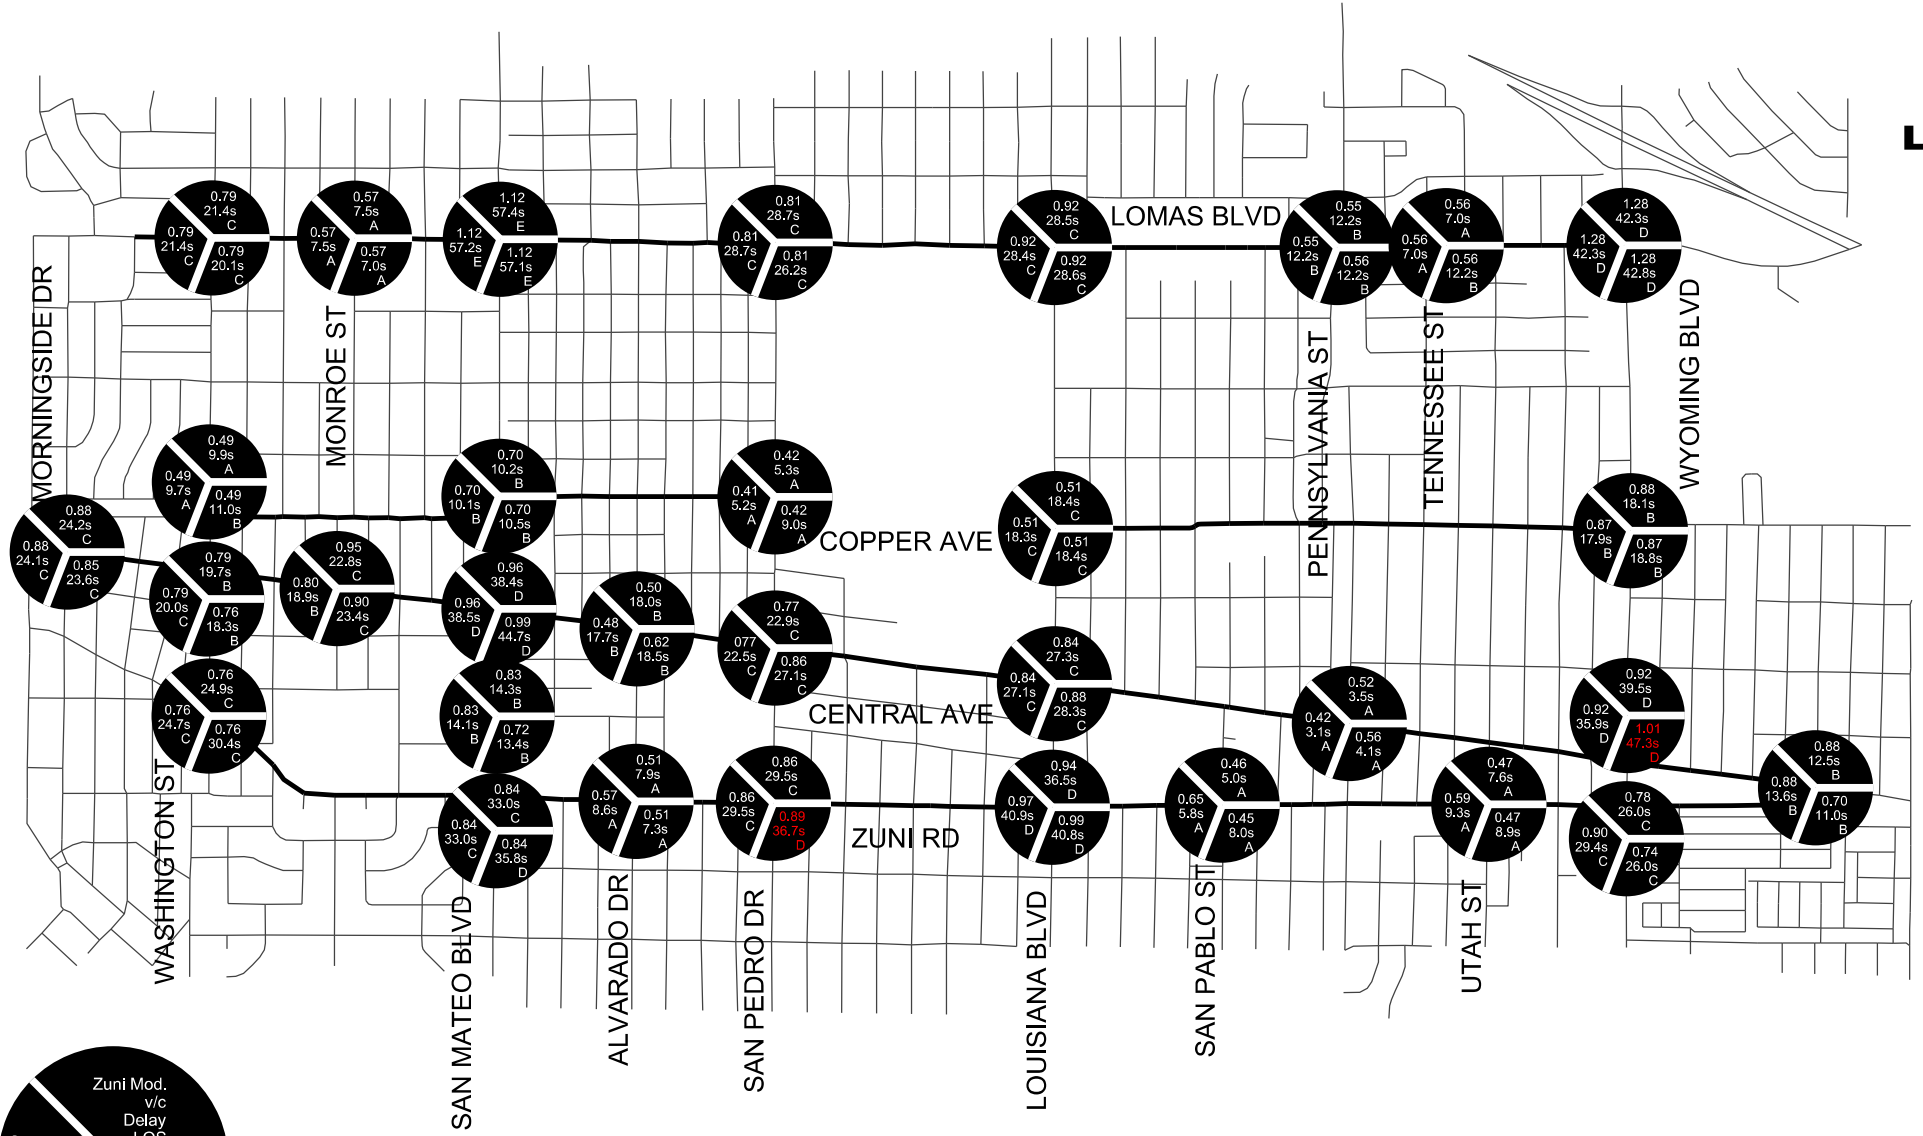 L
0.79
21.4s
C
0.79
21.4s
C
0.79
20.1s
C
0.57
7.5s
A
0.57
7.5s
A
0.57
7.0s
A
1.12
57.4s
E
1.12
57.2s
E
1.12
57.1s
E
0.81
28.7s
C
0.81
28.7s
C
0.81
26.2s
C
0.92
28.5s
C
0.92
28.4s
C
0.92
28.6s
C
LOMAS BLVD
0.55
12.2s
B
0.55
12.2s
B
0.56
12.2s
B
0.56
7.0s
A
0.56
7.0s
A
0.56
12.2s
B
1.28
42.3s
D
1.28
42.3s
D
1.28
42.8s
D
MORNINGSIDE DR
MONROE ST
PENNSYLVANIA ST
TENNESSEE ST
WYOMING BLVD
0.49
9.9s
A
0.49
9.7s
A
0.49
11.0s
B
0.70
10.2s
B
0.70
10.1s
B
0.70
10.5s
B
0.42
5.3s
A
0.41
5.2s
A
0.42
9.0s
A
COPPER AVE
0.51
18.4s
C
0.51
18.3s
C
0.51
18.4s
C
0.88
18.1s
B
0.87
17.9s
B
0.87
18.8s
B
0.88
24.2s
C
0.88
24.1s
C
0.85
23.6s
C
0.79
19.7s
B
0.79
20.0s
C
0.76
18.3s
B
0.95
22.8s
C
0.80
18.9s
B
0.90
23.4s
C
0.96
38.4s
D
0.96
38.5s
D
0.99
44.7s
D
0.50
18.0s
B
0.48
17.7s
B
0.62
18.5s
B
0.77
22.9s
C
077
22.5s
C
0.86
27.1s
C
CENTRAL AVE
0.84
27.3s
C
0.84
27.1s
C
0.88
28.3s
C
0.52
3.5s
A
0.42
3.1s
A
0.56
4.1s
A
0.92
39.5s
D
0.92
35.9s
D
1.01
47.3s
D
0.88
12.5s
B
0.88
13.6s
B
0.70
11.0s
B
0.76
24.9s
C
0.76
24.7s
C
0.76
30.4s
C
0.83
14.3s
B
0.83
14.1s
B
0.72
13.4s
B
0.84
33.0s
C
0.84
33.0s
C
0.84
35.8s
D
0.51
7.9s
A
0.57
8.6s
A
0.51
7.3s
A
0.86
29.5s
C
0.86
29.5s
C
0.89
36.7s
D
ZUNI RD
0.94
36.5s
D
0.97
40.9s
D
0.99
40.8s
D
0.46
5.0s
A
0.65
5.8s
A
0.45
8.0s
A
0.47
7.6s
A
0.59
9.3s
A
0.47
8.9s
A
0.78
26.0s
C
0.90
29.4s
C
0.74
26.0s
C
WASHINGTON ST
SAN MATEO BLVD
ALVARADO DR
SAN PEDRO DR
LOUISIANA BLVD
SAN PABLO ST
UTAH ST
Zuni Mod.
v/c
Delay
LOS